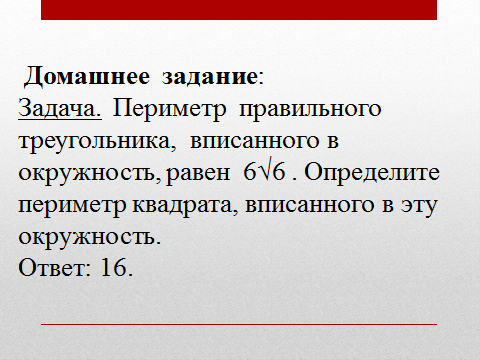 Домашнее задание:
Задача. Периметр правильного
треугольника, вписанного в
окружность, равен 6√6 . Определите
периметр квадрата, вписанного в эту
окружность.
Ответ: 16.